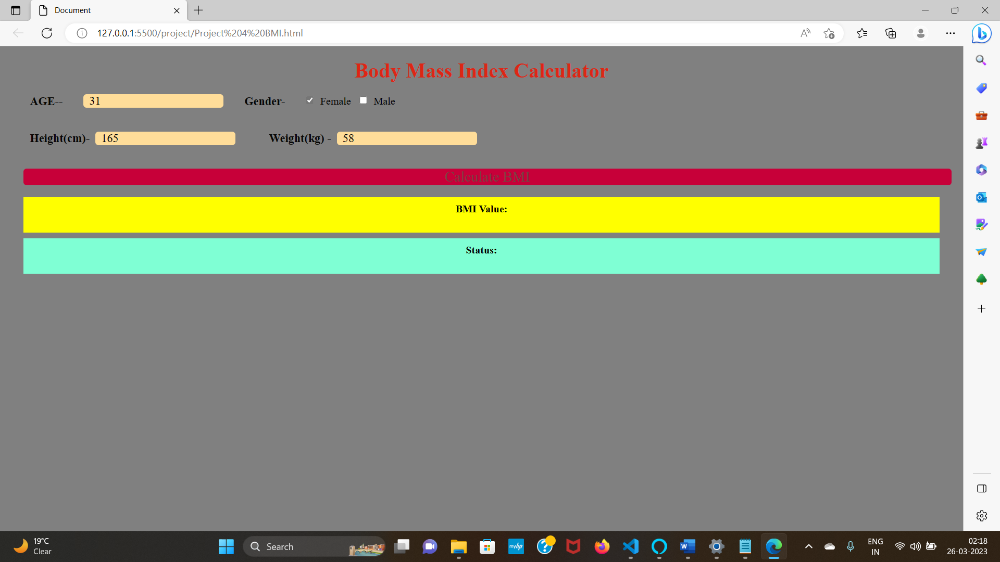 Document
127.0.0.1:5500/project/Project%204%20BMI.html
Body Mass Index Calculator
AGE-- 31 Gender- Female Male
Height(cm)- 165 Weight(kg) - 58
Calculate BMI
BMI Value:
Status:
19°C
Clear
Search
myhp
ENG
IN
02:18
26-03-2023